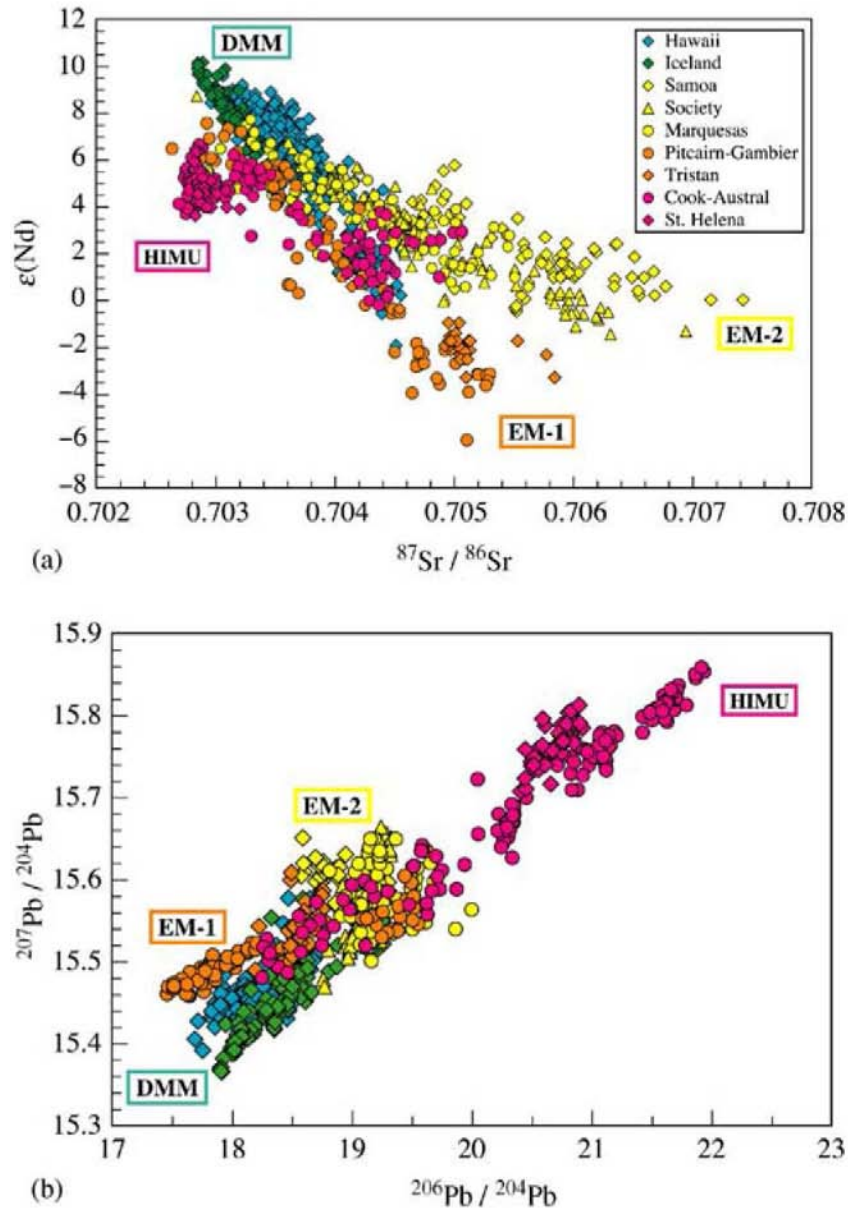 DMM
HIMU
EM-2
EM-1
Hawaii
Iceland
Samoa
Society
Marquesas
Pitcairn-Gambier
Tristan
Cook-Austral
St. Helena
12
10
8
6
4
2
0
−2
−4
−6
−8
ε(Nd)
0.702 0.703 0.704 0.705 0.706 0.707 0.708
⁸⁷Sr / ⁸⁶Sr
(a)
15.9
15.8
15.7
15.6
15.5
15.4
15.3
²⁰⁷Pb / ²⁰⁴Pb
HIMU
EM-2
EM-1
DMM
17 18 19 20 21 22 23
²⁰⁶Pb / ²⁰⁴Pb
(b)